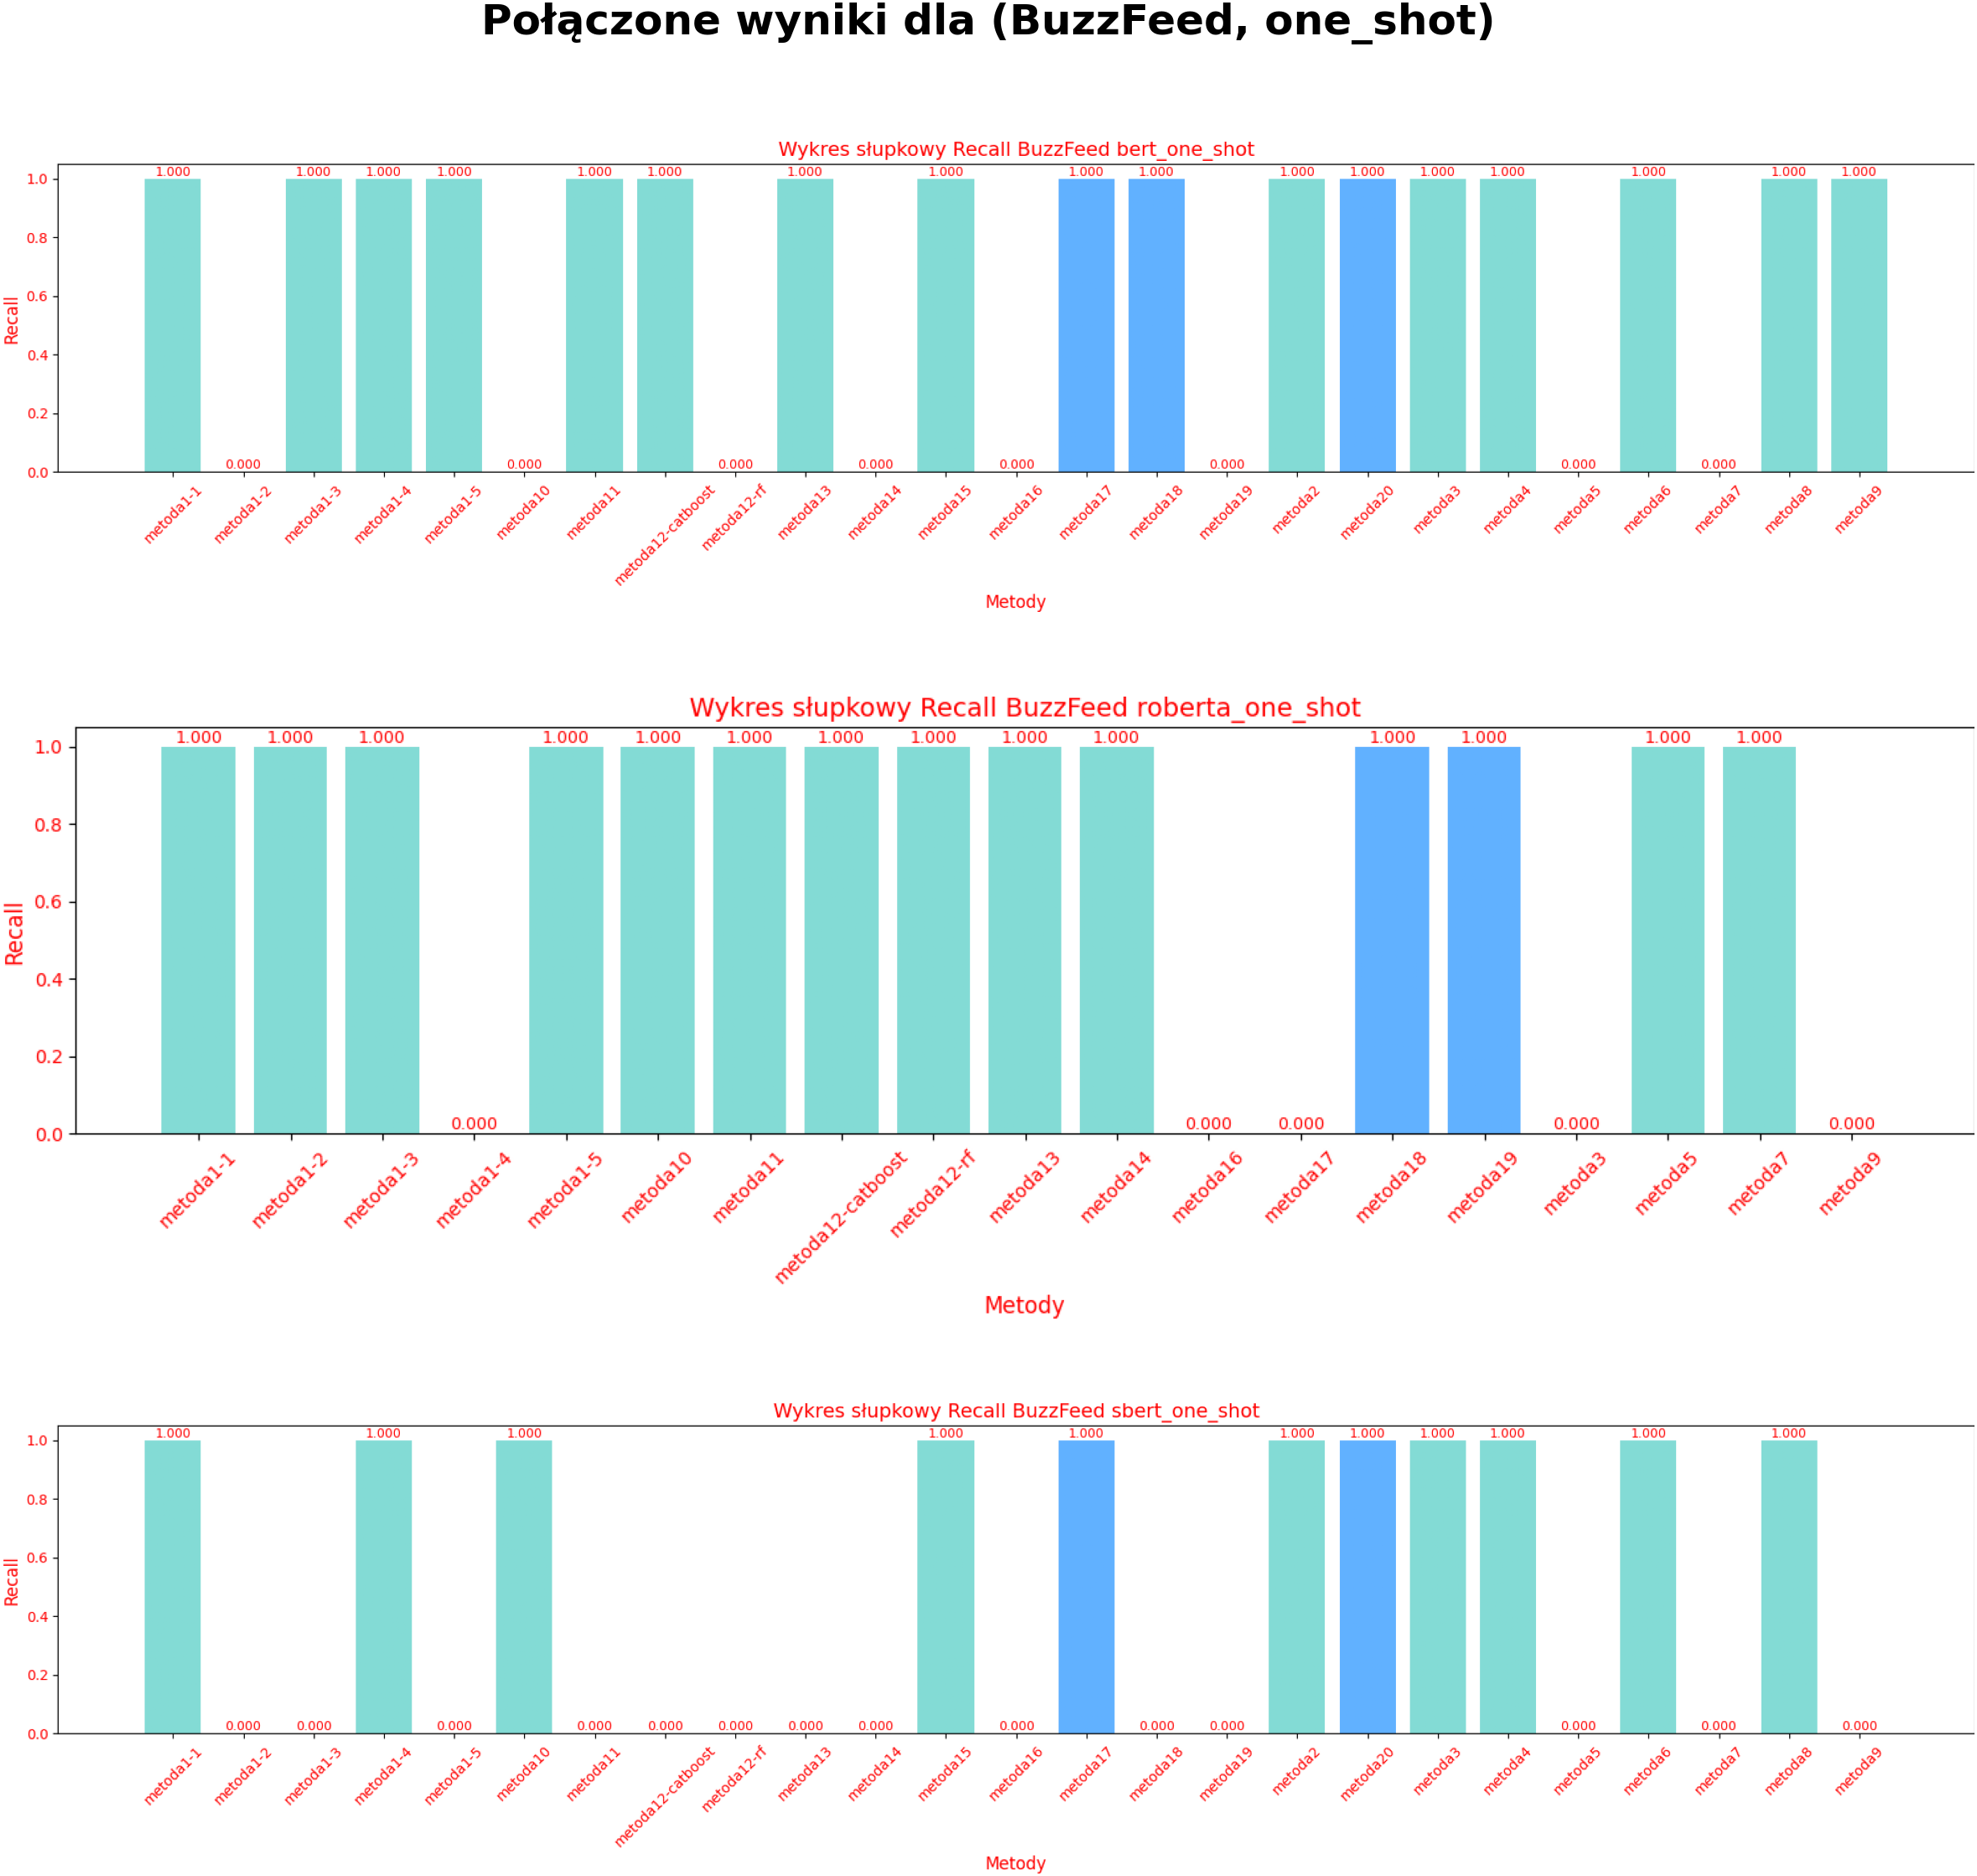 Połączone wyniki dla (BuzzFeed, one_shot)
Wykres słupkowy Recall BuzzFeed bert_one_shot
1.000 1.000 1.000 1.000 1.000 1.000 1.000 1.000 1.000 1.000 1.000 1.000 1.000 1.000 1.000 1.000 1.000
1.0
0.8
0.6
Recall
0.4
0.2
0.0
0.000 0.000 0.000 0.000 0.000 0.000 0.000 0.000
metoda1-1 metoda1-2 metoda1-3 metoda1-4 metoda1-5 metoda10 metoda11 metoda12-catboost metoda12-rf metoda13 metoda14 metoda15 metoda16 metoda17 metoda18 metoda19 metoda2 metoda20 metoda3 metoda4 metoda5 metoda6 metoda7 metoda8 metoda9
Metody
Wykres słupkowy Recall BuzzFeed roberta_one_shot
1.000 1.000 1.000 1.000 1.000 1.000 1.000 1.000 1.000 1.000 1.000 1.000 1.000 1.000
1.0
0.8
0.6
Recall
0.4
0.2
0.0
0.000 0.000 0.000 0.000 0.000
metoda1-1 metoda1-2 metoda1-3 metoda1-4 metoda1-5 metoda10 metoda11 metoda12-catboost metoda12-rf metoda13 metoda14 metoda16 metoda17 metoda18 metoda19 metoda3 metoda5 metoda7 metoda9
Metody
Wykres słupkowy Recall BuzzFeed sbert_one_shot
1.000 1.000 1.000 1.000 1.000 1.000 1.000 1.000 1.000 1.000 1.000
1.0
0.8
0.6
Recall
0.4
0.2
0.0
0.000 0.000 0.000 0.000 0.000 0.000 0.000 0.000 0.000 0.000 0.000 0.000 0.000 0.000
metoda1-1 metoda1-2 metoda1-3 metoda1-4 metoda1-5 metoda10 metoda11 metoda12-catboost metoda12-rf metoda13 metoda14 metoda15 metoda16 metoda17 metoda18 metoda19 metoda2 metoda20 metoda3 metoda4 metoda5 metoda6 metoda7 metoda8 metoda9
Metody